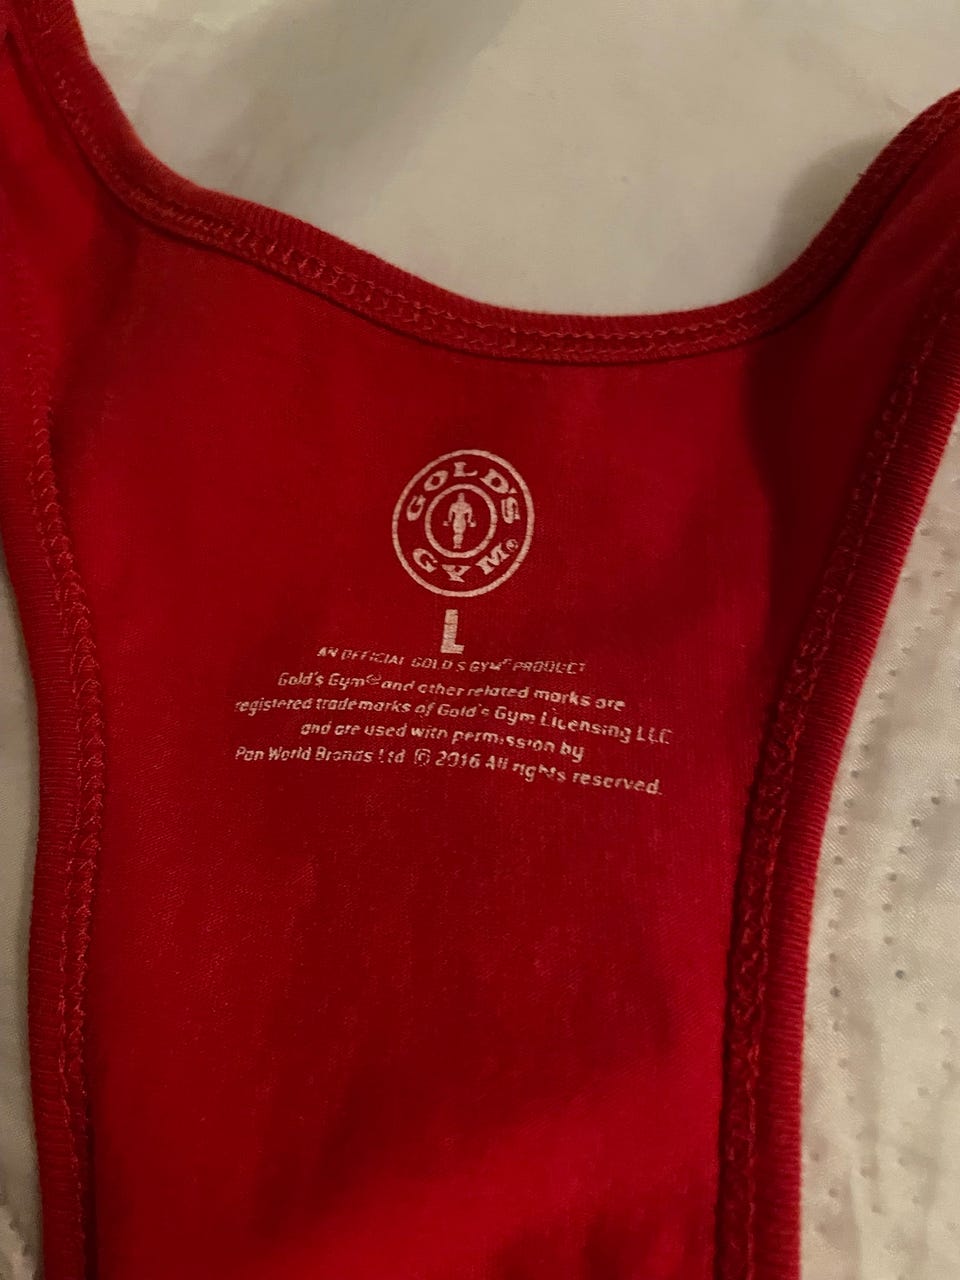 GOLD'S
GYM®
L
AN OFFICIAL GOLD'S GYM® PRODUCT
Gold's Gym® and other related marks are
registered trademarks of Gold's Gym Licensing LLC
and are used with permission by
Pan World Brands Ltd © 2016 All rights reserved.